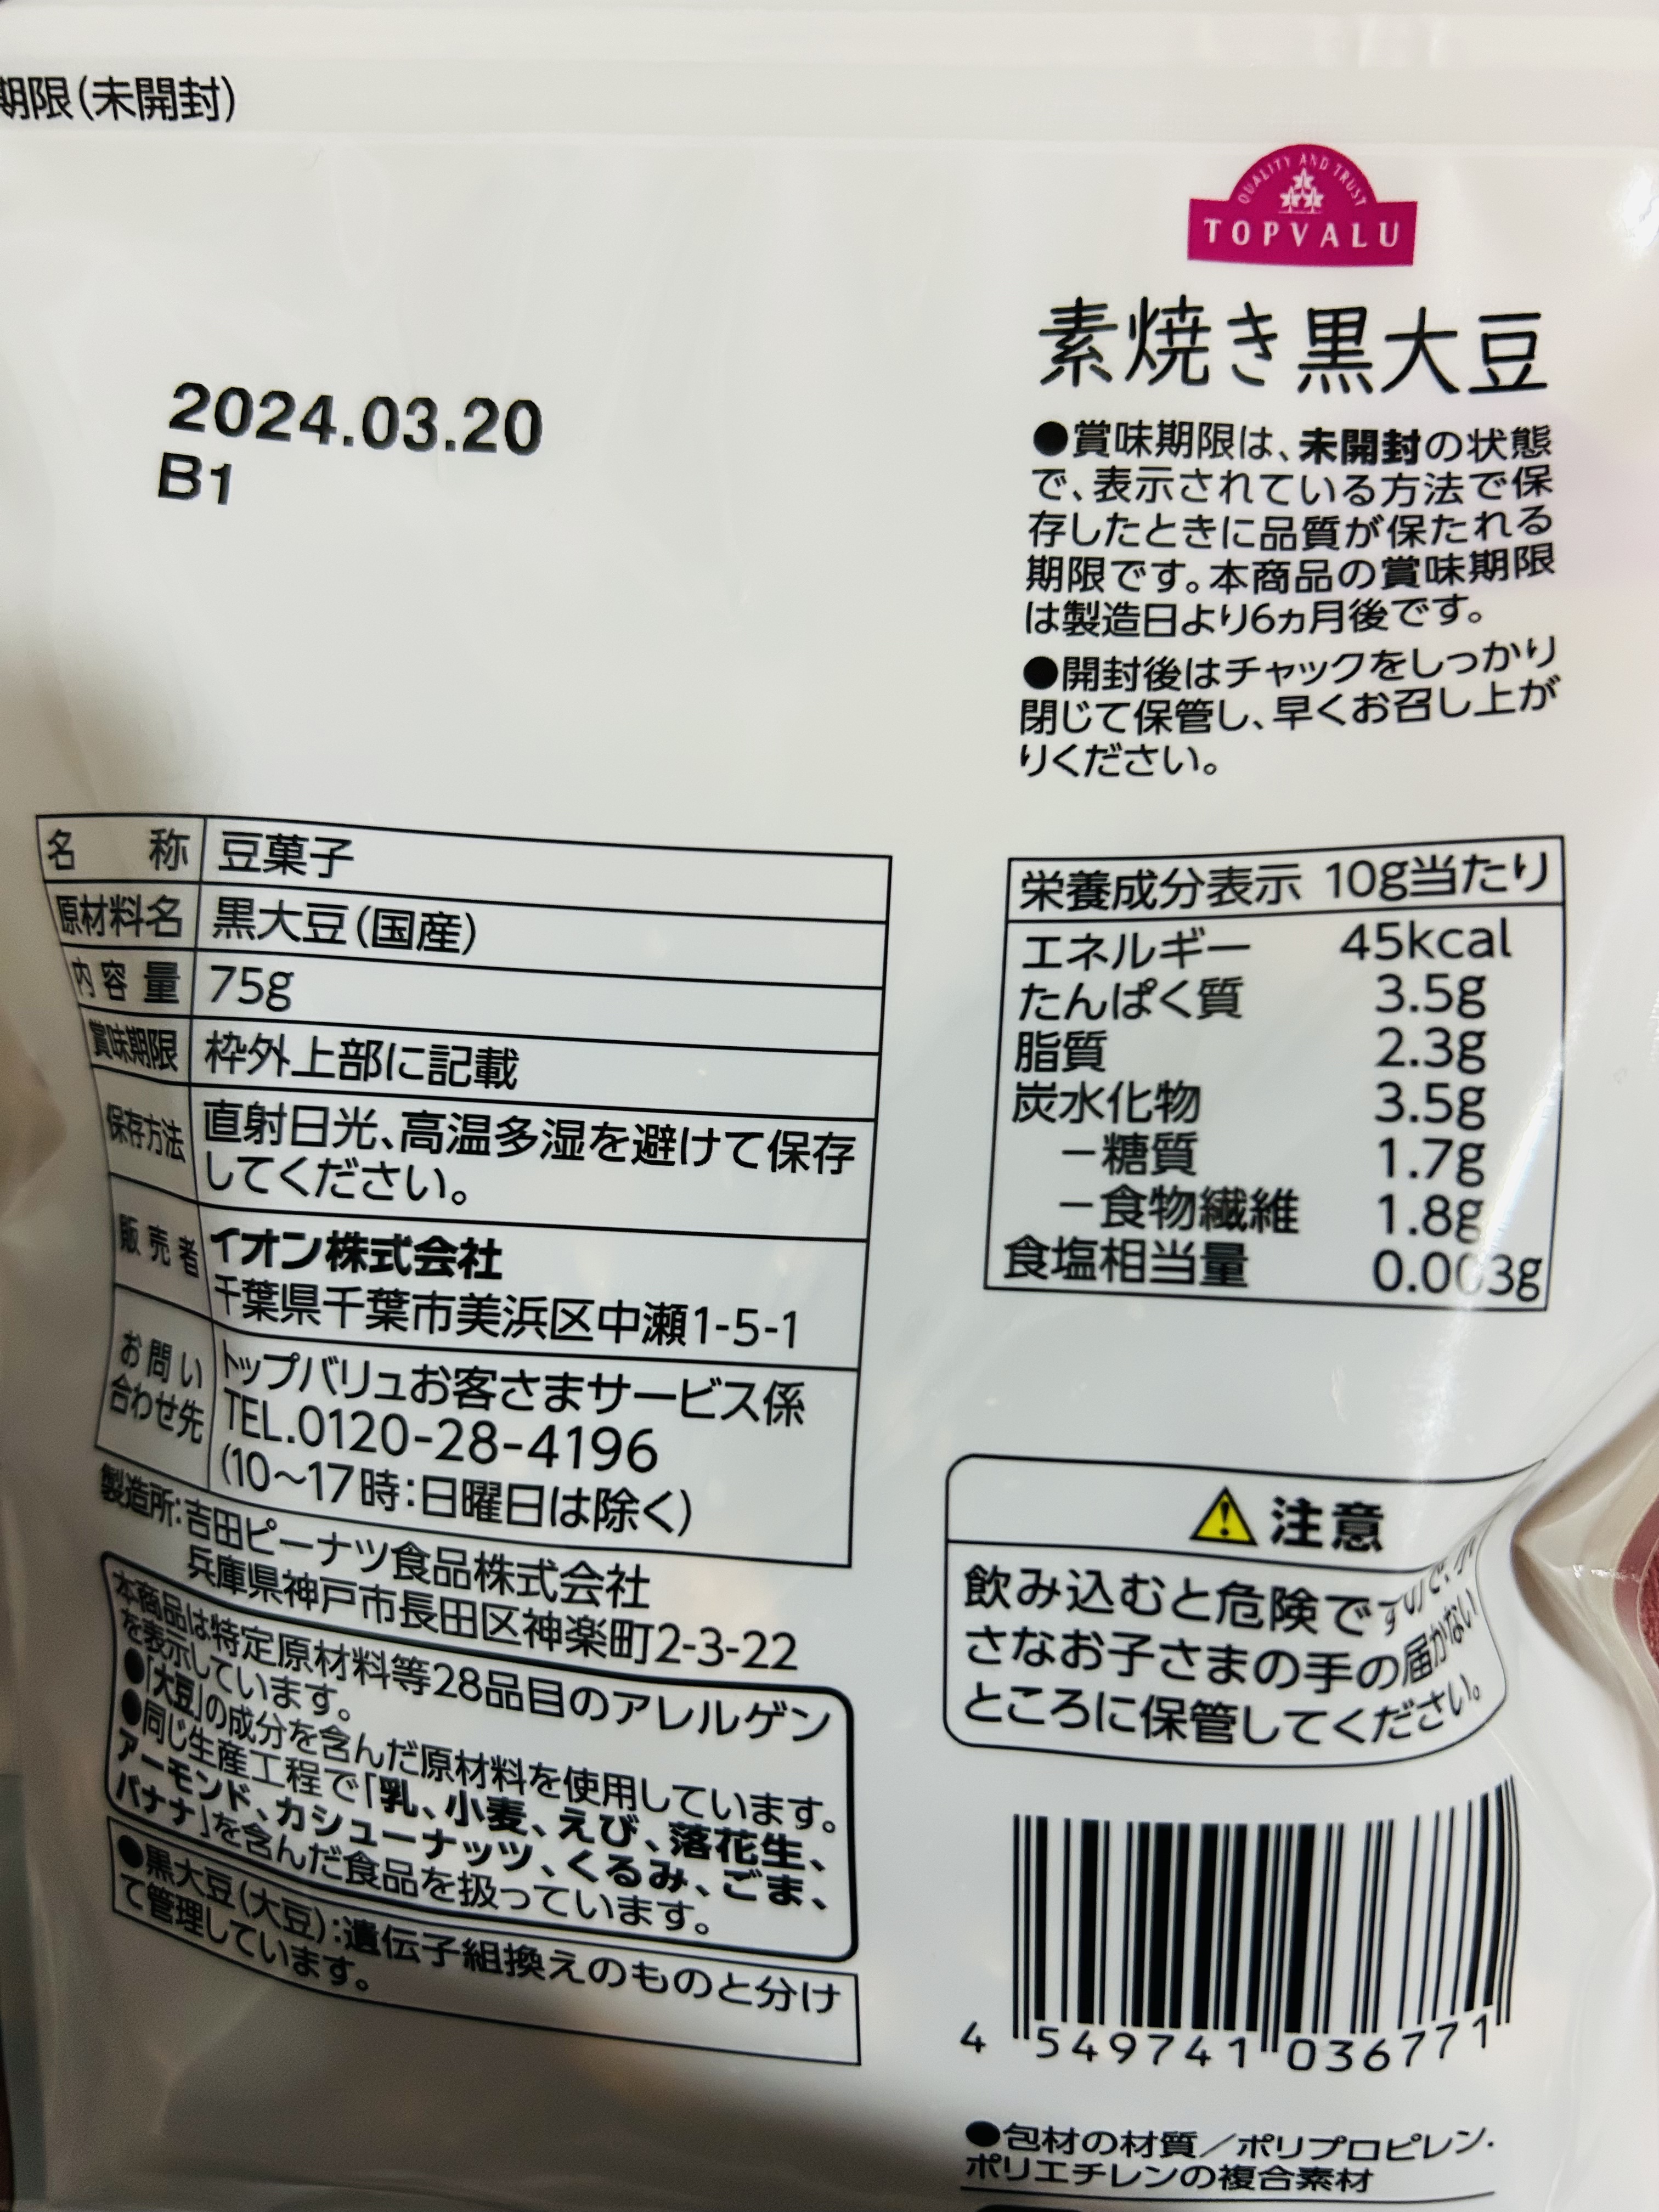 期限(未開封)
QUALITY AND TRUST
TOPVALU
素焼き黒大豆
2024.03.20
B1
●賞味期限は、未開封の状態
で、表示されている方法で保
存したときに品質が保たれる
期限です。本商品の賞味期限
は製造日より6ヵ月後です。
●開封後はチャックをしっかり
閉じて保管し、早くお召し上が
りください。
名 称 豆菓子
原材料名 黒大豆(国産)
内容量 75g
賞味期限 枠外上部に記載
保存方法 直射日光、高温多湿を避けて保存
してください。
販売者 イオン株式会社
千葉県千葉市美浜区中瀬1-5-1
お問い
合わせ先
トップバリュお客さまサービス係
TEL.0120-28-4196
(10〜17時:日曜日は除く)
製造所:吉田ピーナツ食品株式会社
兵庫県神戸市長田区神楽町2-3-22
本商品は特定原材料等28品目のアレルゲン
を表示しています。
●「大豆」の成分を含んだ原材料を使用しています。
●同じ生産工程で「乳、小麦、えび、落花生、
アーモンド、カシューナッツ、くるみ、ごま、
バナナ」を含んだ食品を扱っています。
●黒大豆(大豆):遺伝子組換えのものと分け
て管理しています。
栄養成分表示 10g当たり
エネルギー 45kcal
たんぱく質 3.5g
脂質 2.3g
炭水化物 3.5g
－糖質 1.7g
－食物繊維 1.8g
食塩相当量 0.003g
注意
飲み込むと危険ですので、小
さなお子さまの手の届かない
ところに保管してください。
4 549741 036771
●包材の材質／ポリプロピレン.
ポリエチレンの複合素材